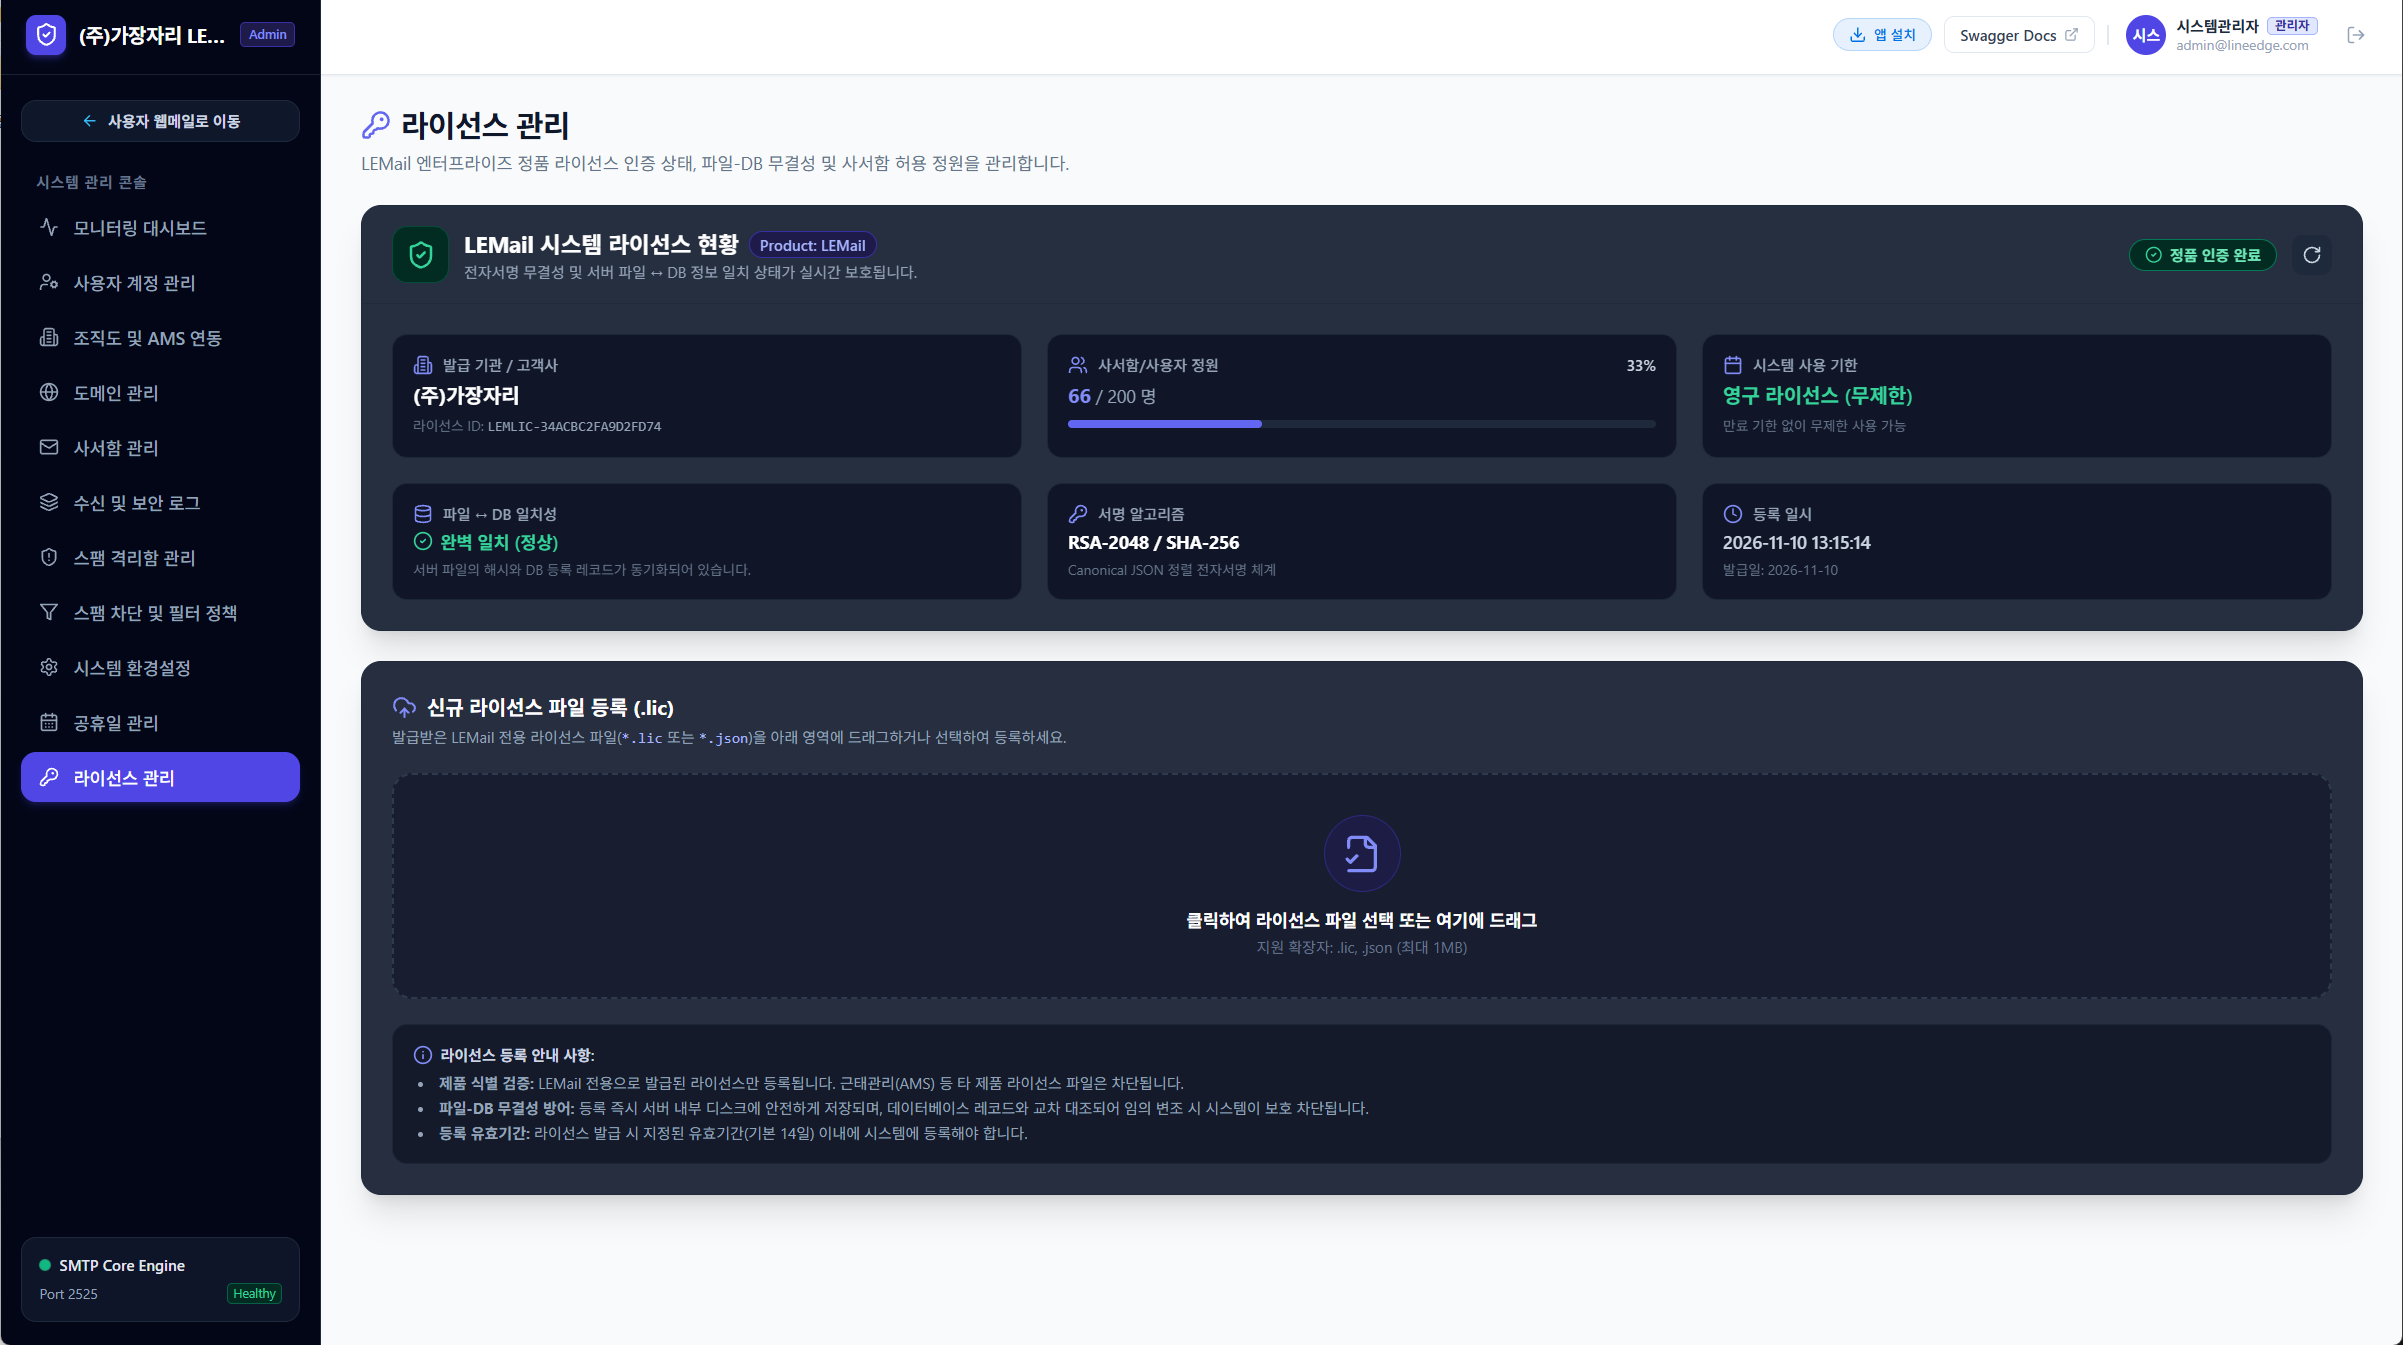 (주)가장자리 LE... Admin
앱 설치
Swagger Docs
시스
시스템관리자 관리자
admin@lineedge.com
사용자 웹메일로 이동
시스템 관리 콘솔
모니터링 대시보드
사용자 계정 관리
조직도 및 AMS 연동
도메인 관리
사서함 관리
수신 및 보안 로그
스팸 격리함 관리
스팸 차단 및 필터 정책
시스템 환경설정
공휴일 관리
라이선스 관리
SMTP Core Engine
Port 2525 Healthy
라이선스 관리
LEMail 엔터프라이즈 정품 라이선스 인증 상태, 파일-DB 무결성 및 사서함 허용 정원을 관리합니다.
LEMail 시스템 라이선스 현황 Product: LEMail
전자서명 무결성 및 서버 파일 ↔ DB 정보 일치 상태가 실시간 보호됩니다.
정품 인증 완료
발급 기관 / 고객사
(주)가장자리
라이선스 ID: LEMLIC-34ACBC2FA9D2FD74
사서함/사용자 정원 33%
66 / 200 명
시스템 사용 기한
영구 라이선스 (무제한)
만료 기한 없이 무제한 사용 가능
파일 ↔ DB 일치성
완벽 일치 (정상)
서버 파일의 해시와 DB 등록 레코드가 동기화되어 있습니다.
서명 알고리즘
RSA-2048 / SHA-256
Canonical JSON 정렬 전자서명 체계
등록 일시
2026-11-10 13:15:14
발급일: 2026-11-10
신규 라이선스 파일 등록 (.lic)
발급받은 LEMail 전용 라이선스 파일(*.lic 또는 *.json)을 아래 영역에 드래그하거나 선택하여 등록하세요.
클릭하여 라이선스 파일 선택 또는 여기에 드래그
지원 확장자: .lic, .json (최대 1MB)
라이선스 등록 안내 사항:
• 제품 식별 검증: LEMail 전용으로 발급된 라이선스만 등록됩니다. 근태관리(AMS) 등 타 제품 라이선스 파일은 차단됩니다.
• 파일-DB 무결성 방어: 등록 즉시 서버 내부 디스크에 안전하게 저장되며, 데이터베이스 레코드와 교차 대조되어 임의 변조 시 시스템이 보호 차단됩니다.
• 등록 유효기간: 라이선스 발급 시 지정된 유효기간(기본 14일) 이내에 시스템에 등록해야 합니다.